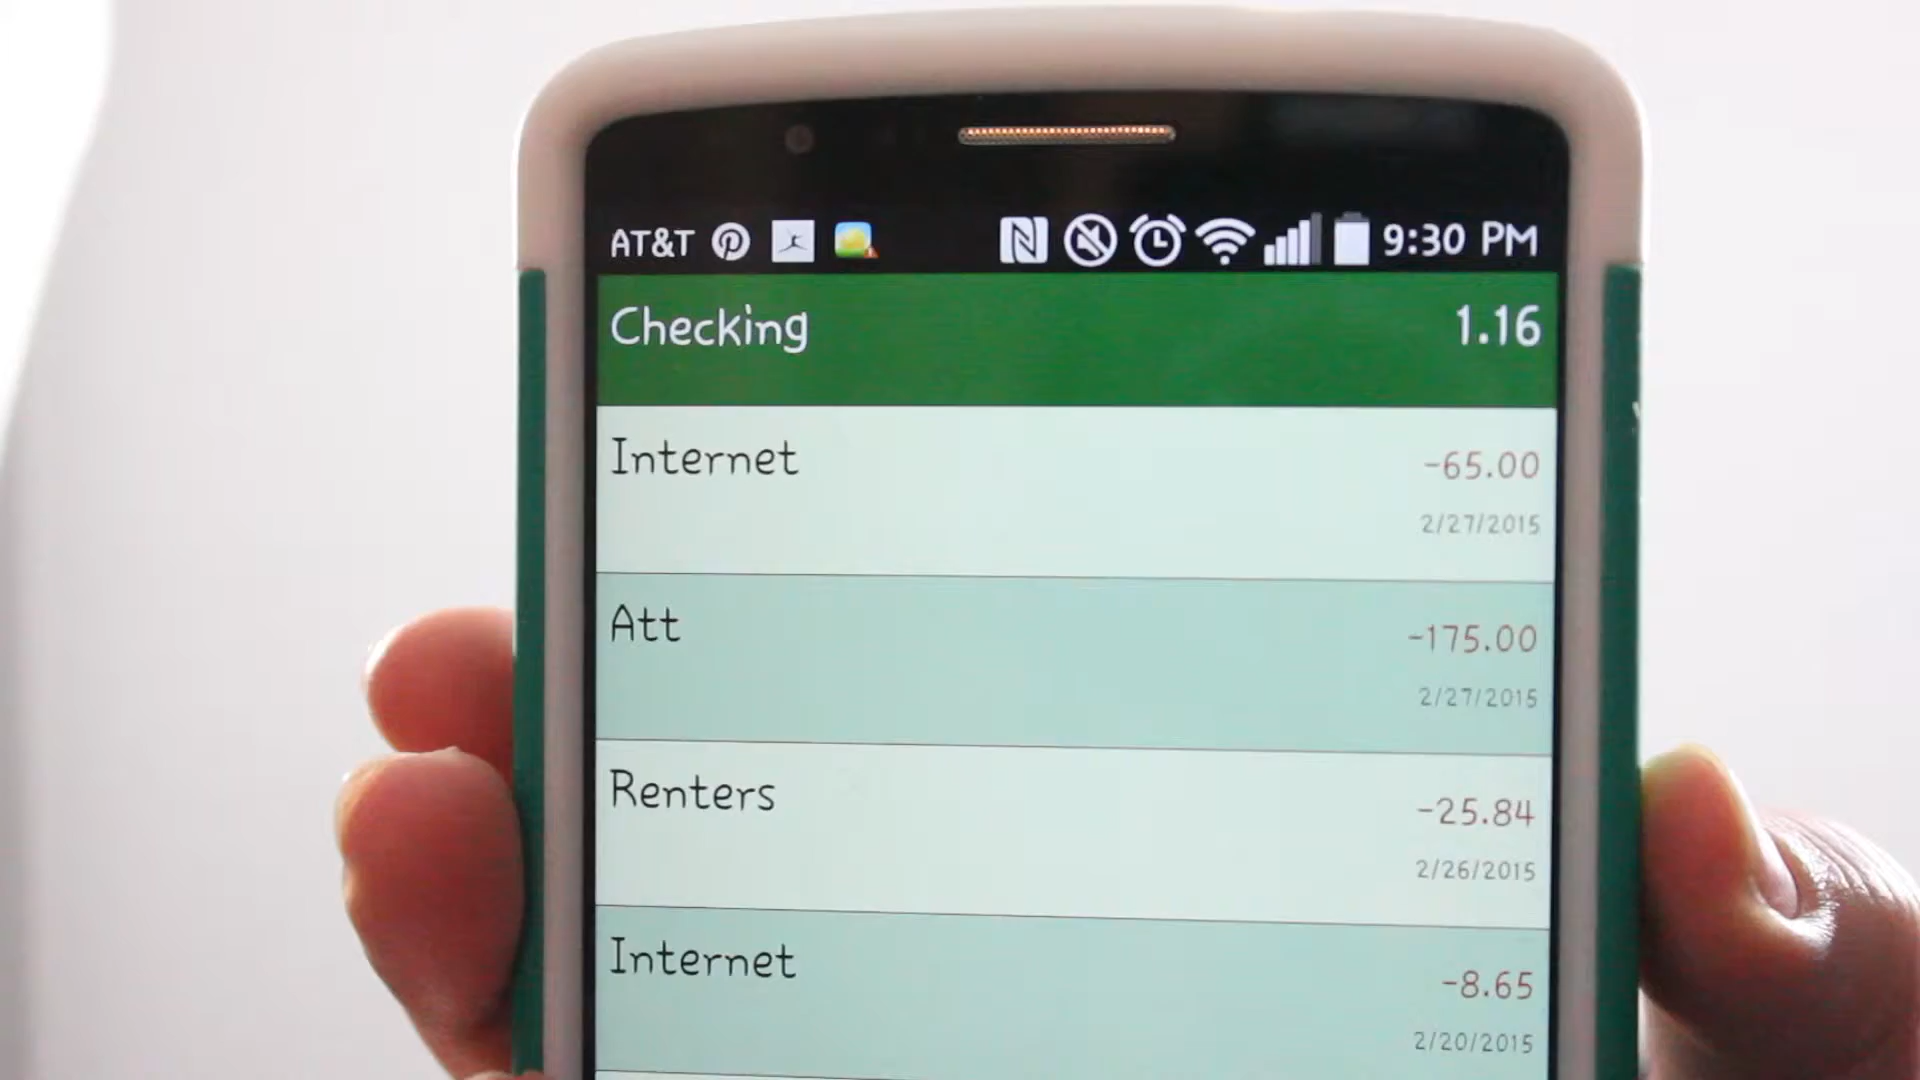 AT&T 9:30 PM
Checking 1.16
Internet -65.00
2/27/2015
Att -175.00
2/27/2015
Renters -25.84
2/26/2015
Internet -8.65
2/20/2015